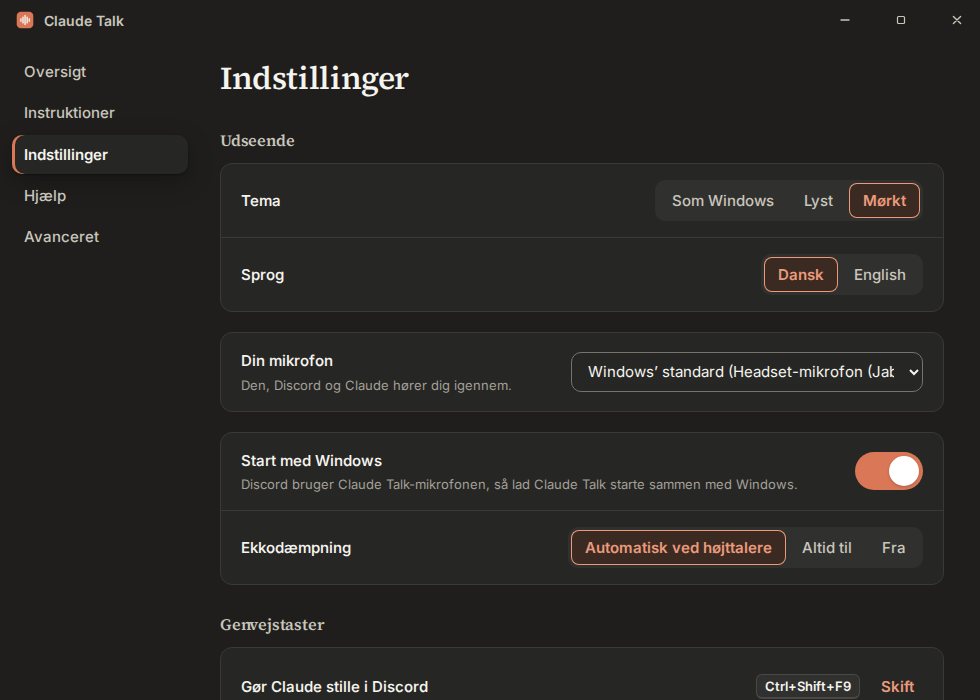 Claude Talk
Oversigt
Instruktioner
Indstillinger
Hjælp
Avanceret
Indstillinger
Udseende
Tema
Som Windows
Lyst
Mørkt
Sprog
Dansk
English
Din mikrofon
Den, Discord og Claude hører dig igennem.
Windows’ standard (Headset-mikrofon (Jab
Start med Windows
Discord bruger Claude Talk-mikrofonen, så lad Claude Talk starte sammen med Windows.
Ekkodæmpning
Automatisk ved højttalere
Altid til
Fra
Genvejstaster
Gør Claude stille i Discord
Ctrl+Shift+F9
Skift